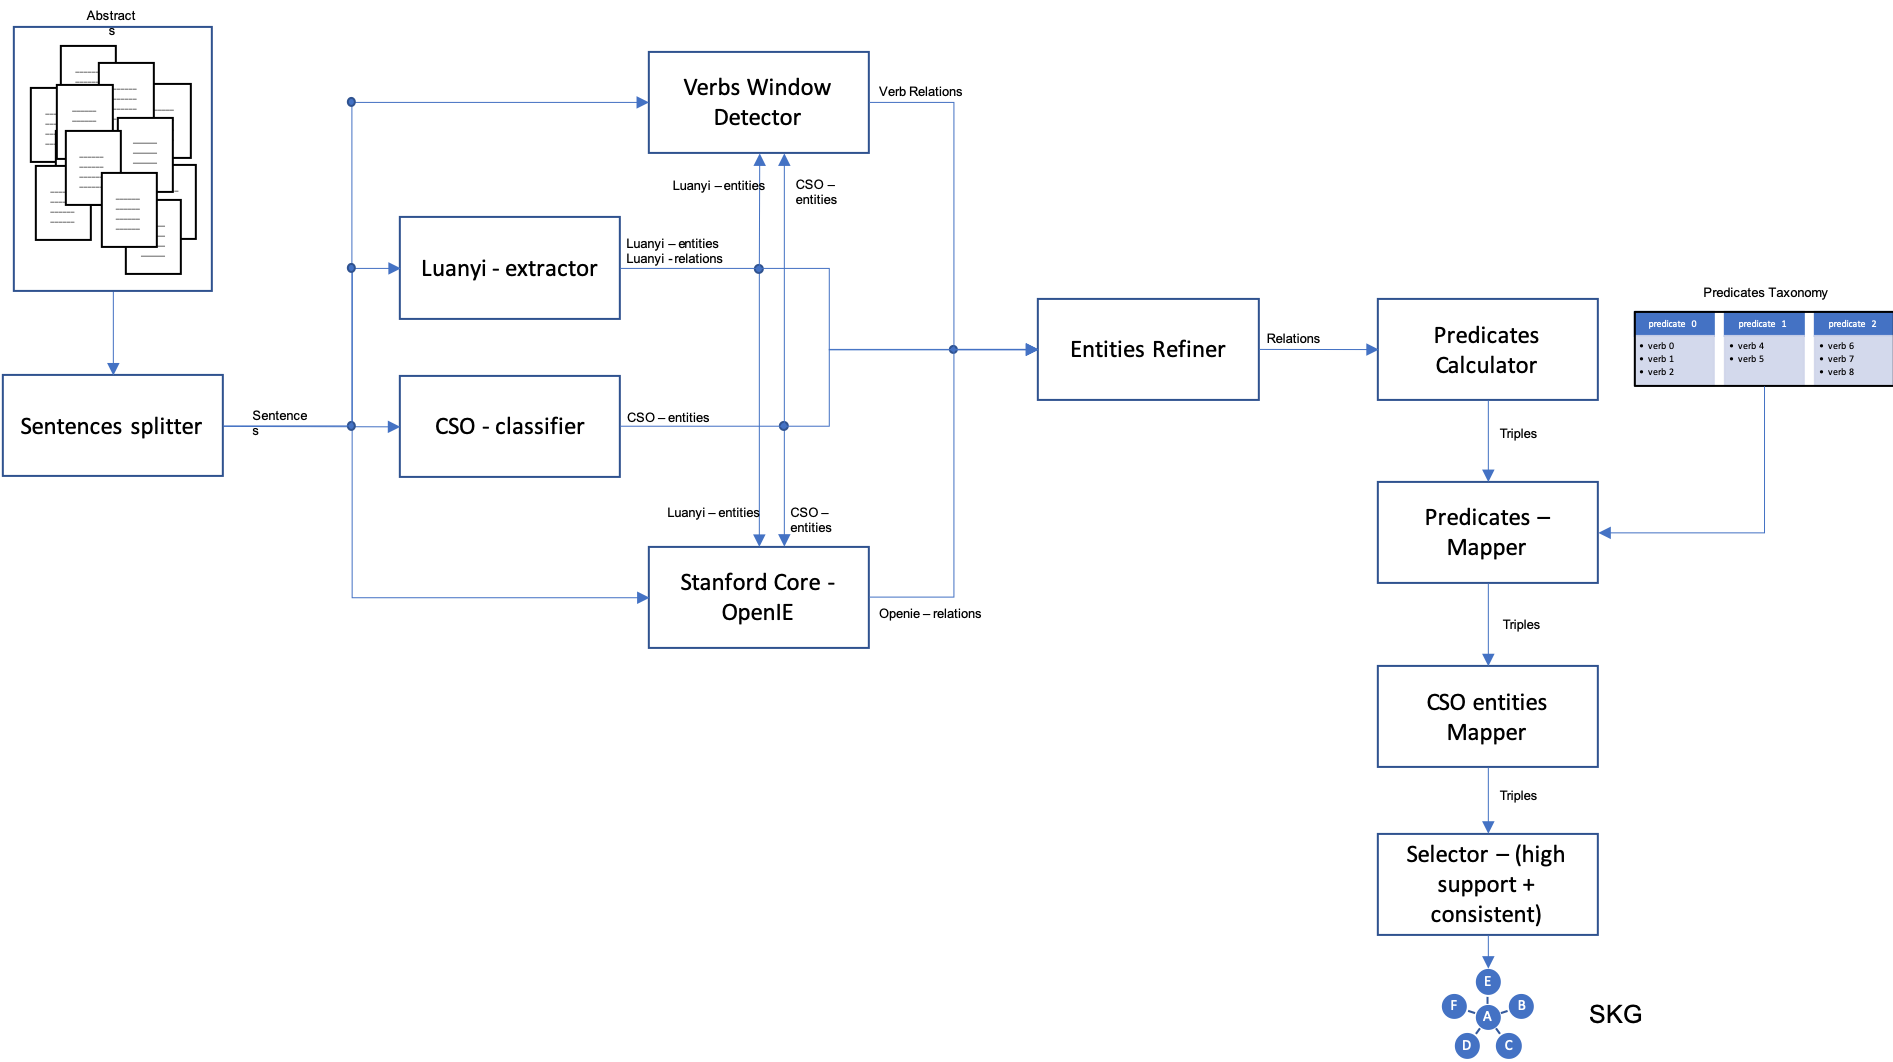 Abstract
s
Sentences splitter
Sentence
s
Verbs Window
Detector
Verb Relations
Luanyi – entities
CSO –
entities
Luanyi - extractor
Luanyi – entities
Luanyi - relations
CSO - classifier
CSO – entities
Luanyi – entities
CSO –
entities
Stanford Core -
OpenIE
Openie – relations
Entities Refiner
Relations
Predicates
Calculator
Predicates Taxonomy
predicate 0
• verb 0
• verb 1
• verb 2
predicate 1
• verb 4
• verb 5
predicate 2
• verb 6
• verb 7
• verb 8
Triples
Predicates –
Mapper
Triples
CSO entities
Mapper
Triples
Selector – (high
support +
consistent)
E
F
B
A
D
C
SKG